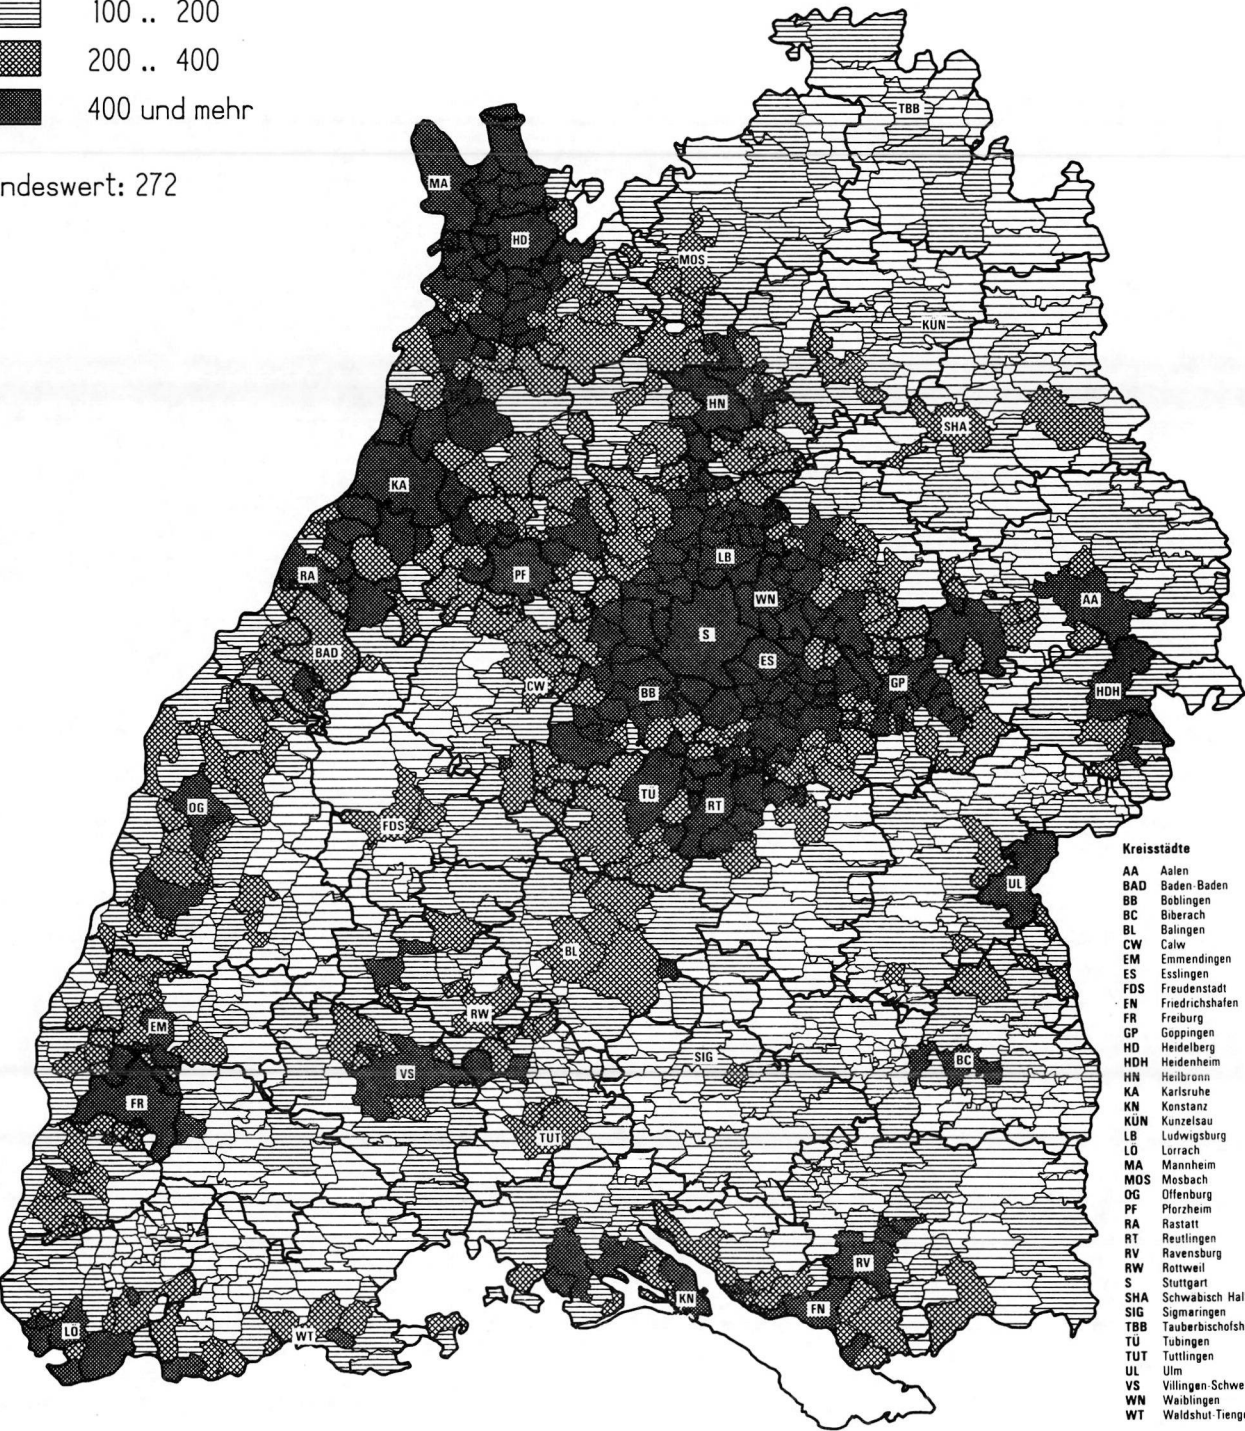 100 .. 200
200 .. 400
400 und mehr
ndeswert: 272
TBB
MA
HD
MOS
KÜN
HN
SHA
KA
LB
RA
PF
AA
WN
S
BAD
ES
CW
BB
GP
HDH
TÜ
OG
RT
FDS
UL
BL
RW
EM
SIG
BC
VS
FR
TUT
RV
KN
FN
LÖ
WT
Kreisstädte
AA Aalen
BAD Baden-Baden
BB Boblingen
BC Biberach
BL Balingen
CW Calw
EM Emmendingen
ES Esslingen
FDS Freudenstadt
FN Friedrichshafen
FR Freiburg
GP Goppingen
HD Heidelberg
HDH Heidenheim
HN Heilbronn
KA Karlsruhe
KN Konstanz
KÜN Kunzelsau
LB Ludwigsburg
LÖ Lorrach
MA Mannheim
MOS Mosbach
OG Offenburg
PF Pforzheim
RA Rastatt
RT Reutlingen
RV Ravensburg
RW Rottweil
S Stuttgart
SHA Schwabisch Hal
SIG Sigmaringen
TBB Tauberbischofsh
TÜ Tubingen
TUT Tuttlingen
UL Ulm
VS Villingen-Schwe
WN Waiblingen
WT Waldshut-Tieng